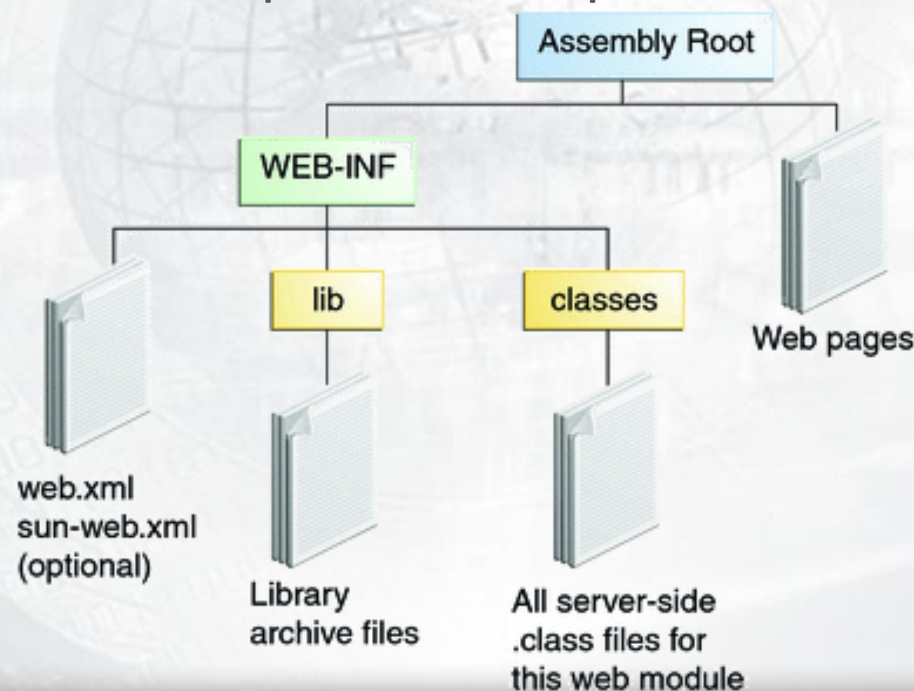 Assembly Root
WEB-INF
lib
classes
Web pages
web.xml
sun-web.xml
(optional)
Library
archive files
All server-side
.class files for
this web module